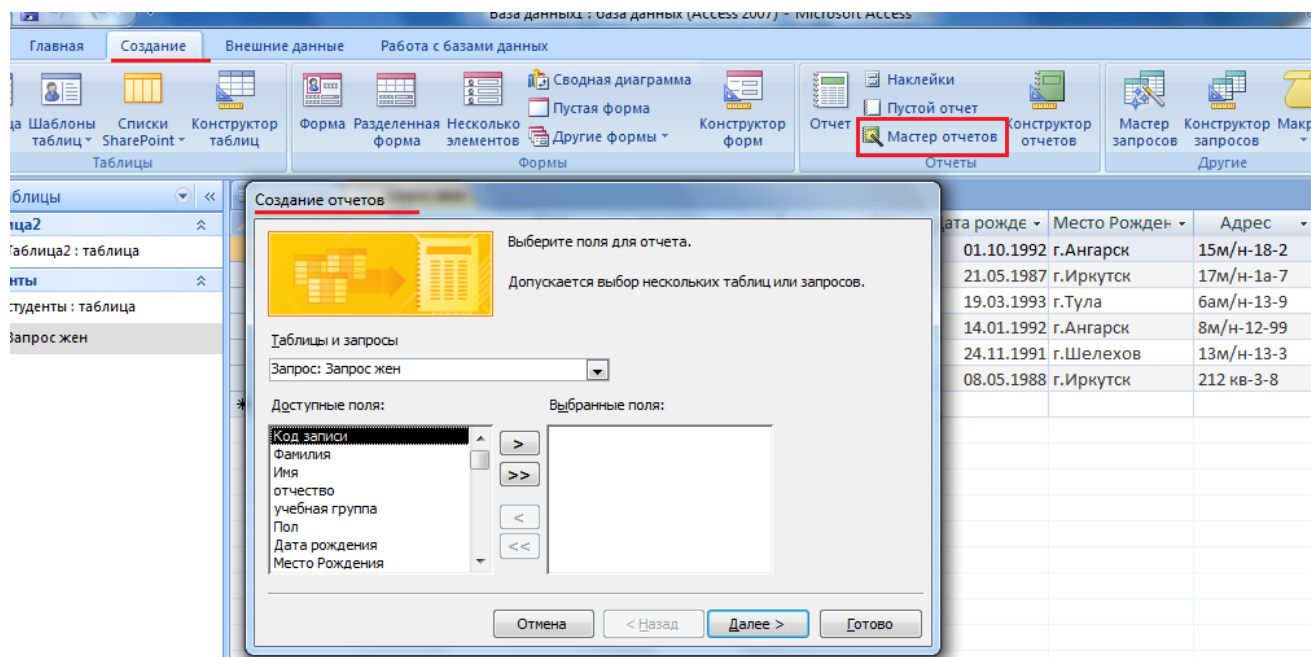 База данных1 : база данных (Access 2007) - Microsoft Access
Главная Создание Внешние данные Работа с базами данных
Шаблоны таблиц
Списки SharePoint
Конструктор таблиц
Таблицы
Форма
Разделенная форма
Несколько элементов
Сводная диаграмма
Пустая форма
Другие формы
Конструктор форм
Формы
Отчет
Наклейки
Пустой отчет
Мастер отчетов
Конструктор отчетов
Отчеты
Мастер запросов
Конструктор запросов
Макр
Другие
аблицы «
ица2
Таблица2 : таблица
нты
студенты : таблица
Запрос жен
Создание отчетов
Выберите поля для отчета.
Допускается выбор нескольких таблиц или запросов.
Таблицы и запросы
Запрос: Запрос жен
Доступные поля:
Выбранные поля:
Код записи
Фамилия
Имя
отчество
учебная группа
Пол
Дата рождения
Место Рождения
>
>>
<
<<
Отмена < Назад Далее > Готово
ата рожде Место Рожден Адрес
01.10.1992 г.Ангарск 15м/н-18-2
21.05.1987 г.Иркутск 17м/н-1а-7
19.03.1993 г.Тула 6ам/н-13-9
14.01.1992 г.Ангарск 8м/н-12-99
24.11.1991 г.Шелехов 13м/н-13-3
08.05.1988 г.Иркутск 212 кв-3-8